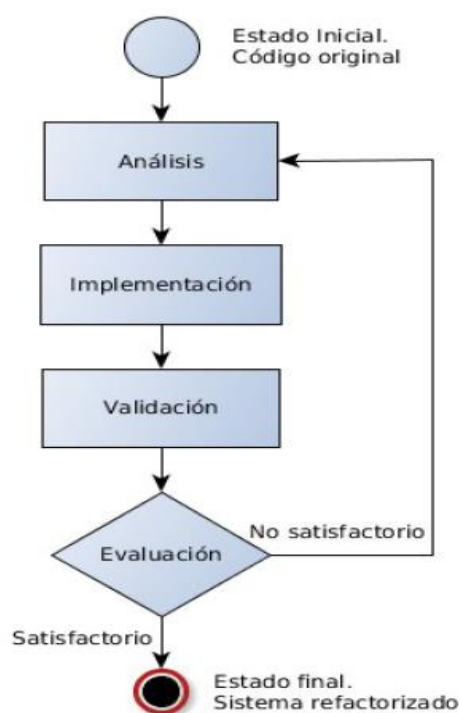 Estado Inicial.
Código original
Análisis
Implementación
Validación
Evaluación
No satisfactorio
Satisfactorio
Estado final.
Sistema refactorizado